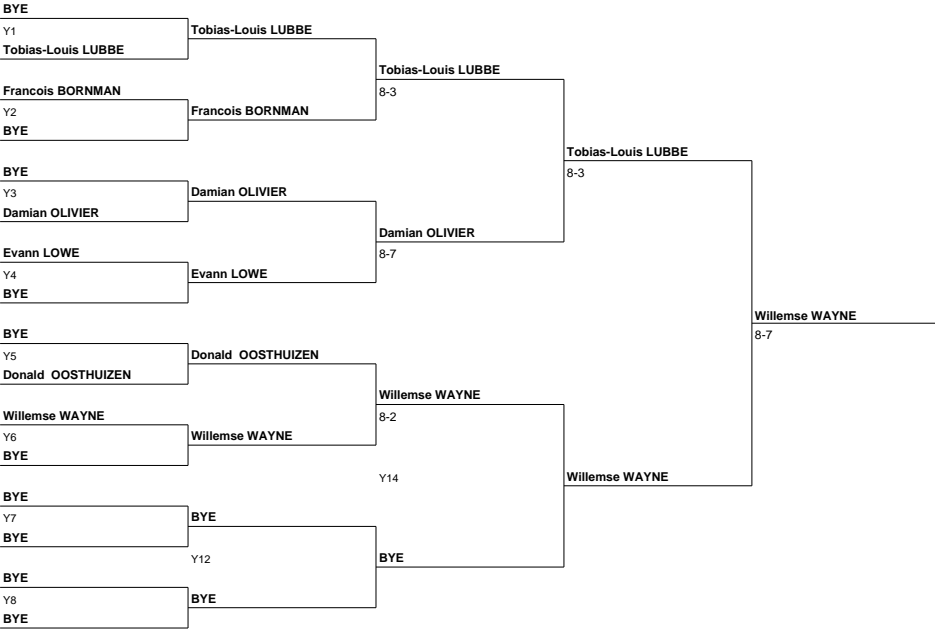 BYE
Y1
Tobias-Louis LUBBE
Francois BORNMAN
Y2
BYE
BYE
Y3
Damian OLIVIER
Evann LOWE
Y4
BYE
BYE
Y5
Donald  OOSTHUIZEN
Willemse WAYNE
Y6
BYE
BYE
Y7
BYE
BYE
Y8
BYE
Tobias-Louis LUBBE
Francois BORNMAN
Damian OLIVIER
Evann LOWE
Donald  OOSTHUIZEN
Willemse WAYNE
BYE
Y12
BYE
Tobias-Louis LUBBE
8-3
Damian OLIVIER
8-7
Willemse WAYNE
8-2
Y14
BYE
Tobias-Louis LUBBE
8-3
Willemse WAYNE
Willemse WAYNE
8-7